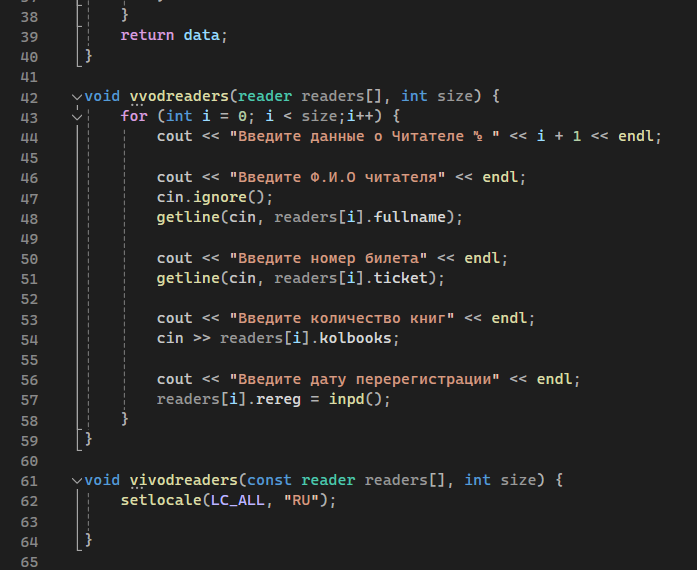 38 }
39 return data;
40 }
41
42 void vvodreaders(reader readers[], int size) {
43 for (int i = 0; i < size;i++) {
44 cout << "Введите данные о Читателе № " << i + 1 << endl;
45
46 cout << "Введите Ф.И.О читателя" << endl;
47 cin.ignore();
48 getline(cin, readers[i].fullname);
49
50 cout << "Введите номер билета" << endl;
51 getline(cin, readers[i].ticket);
52
53 cout << "Введите количество книг" << endl;
54 cin >> readers[i].kolbooks;
55
56 cout << "Введите дату перерегистрации" << endl;
57 readers[i].rereg = inpd();
58 }
59 }
60
61 void vivodreaders(const reader readers[], int size) {
62 setlocale(LC_ALL, "RU");
63
64 }
65